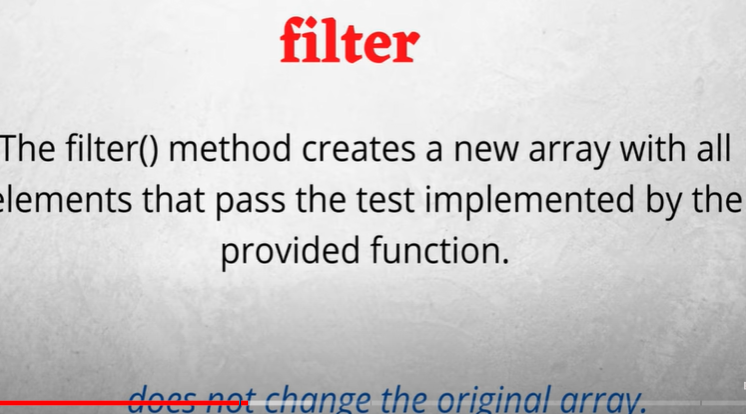 filter
The filter() method creates a new array with all
elements that pass the test implemented by the
provided function.
does not change the original array.